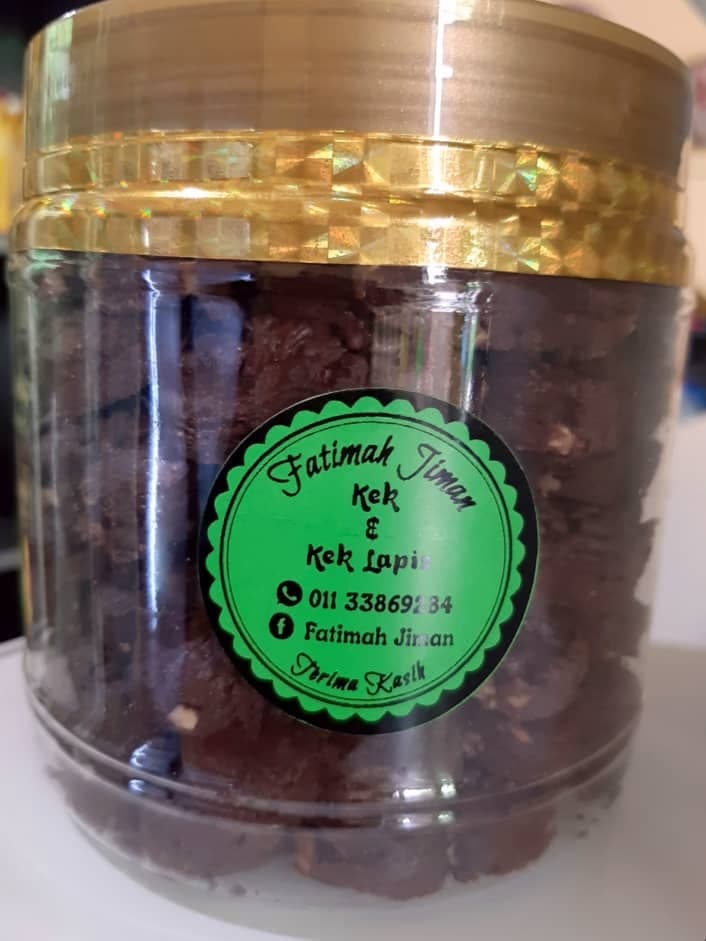 Fatimah Jiman
Kek
&
Kek Lapis
011 33869284
Fatimah Jiman
Terima Kasih